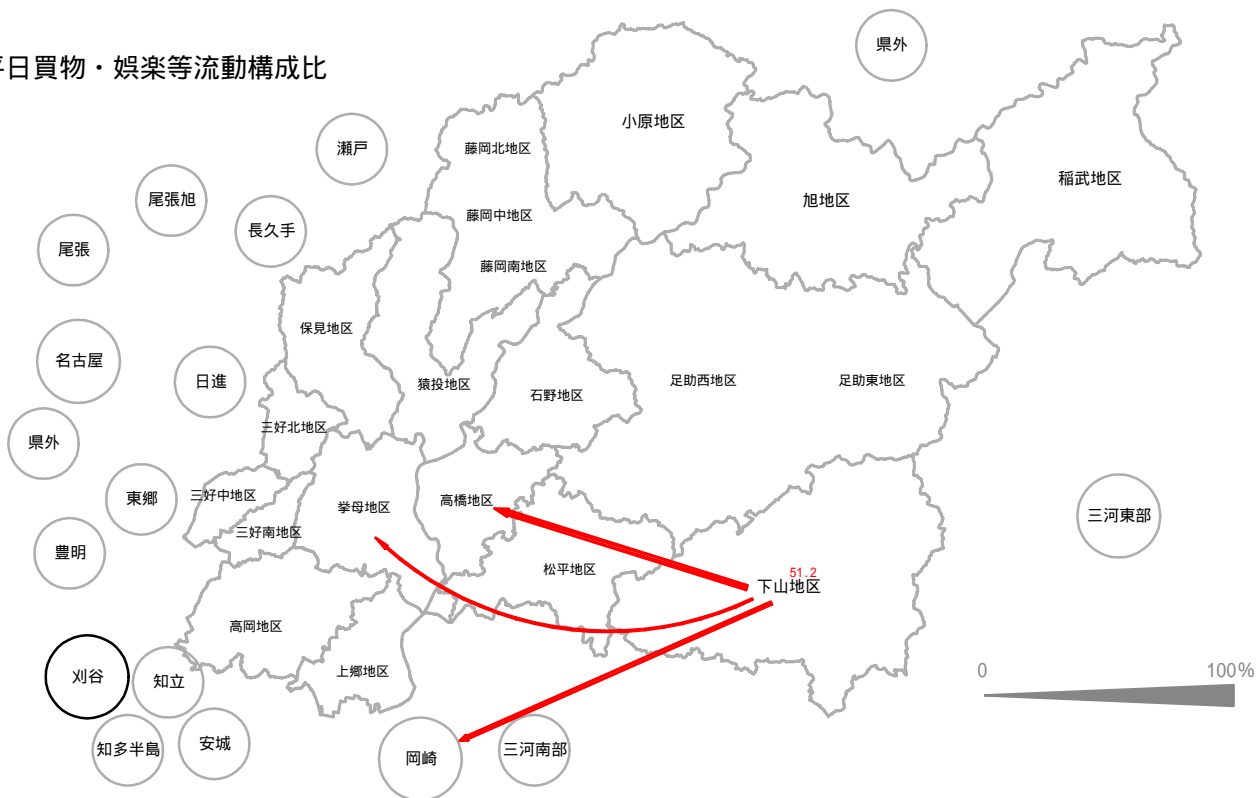 平日買物・娯楽等流動構成比
県外
瀬戸
藤岡北地区
小原地区
稲武地区
尾張旭
旭地区
長久手
藤岡中地区
尾張
藤岡南地区
保見地区
名古屋
日進
猿投地区
石野地区
足助西地区
足助東地区
三好北地区
県外
東郷
三好中地区
挙母地区
高橋地区
三河東部
三好南地区
豊明
松平地区
51.2
下山地区
高岡地区
上郷地区
刈谷
知立
0
100%
知多半島
安城
岡崎
三河南部